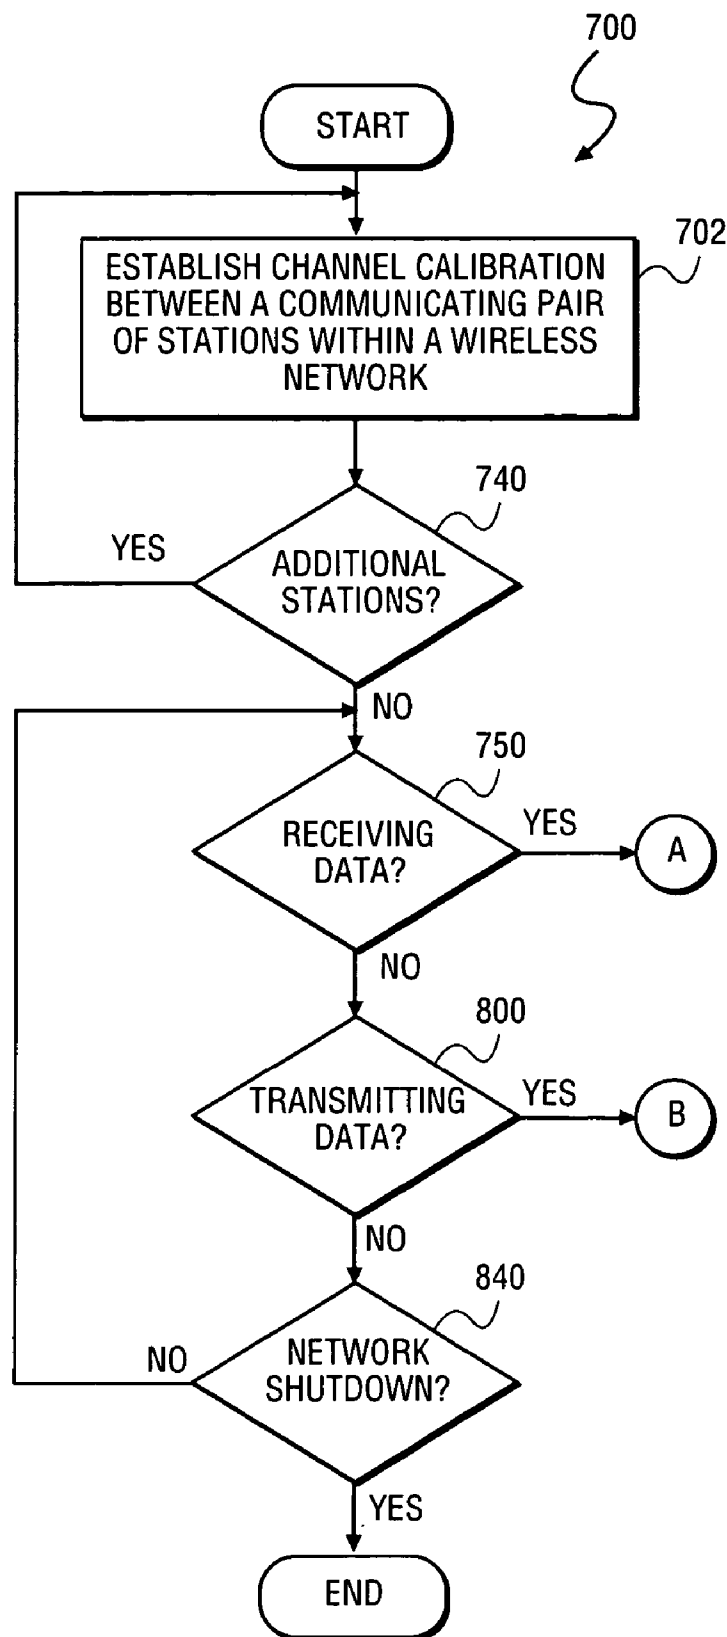 700
START
702
ESTABLISH CHANNEL CALIBRATION
BETWEEN A COMMUNICATING PAIR
OF STATIONS WITHIN A WIRELESS
NETWORK
740
YES
ADDITIONAL
STATIONS?
NO
750
RECEIVING
DATA?
YES
A
NO
800
TRANSMITTING
DATA?
YES
B
NO
840
NO
NETWORK
SHUTDOWN?
YES
END